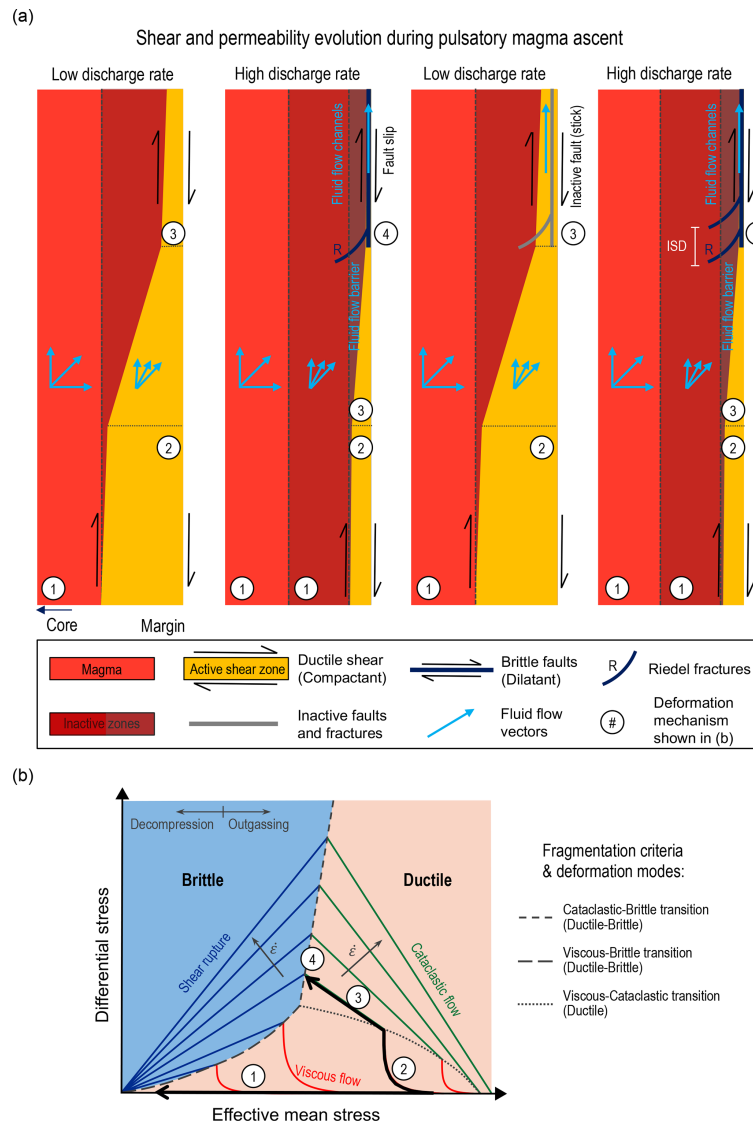 (a)
Shear and permeability evolution during pulsatory magma ascent
Low discharge rate
High discharge rate
Low discharge rate
High discharge rate
3
2
1
Fluid flow channels
Fault slip
4
R
Fluid flow barrier
3
2
1
1
Inactive fault (stick)
3
2
1
Fluid flow channels
ISD
R
Fluid flow barrier
3
2
1
1
Core
Margin
Magma
Active shear zone
Ductile shear
(Compactant)
Brittle faults
(Dilatant)
R
Riedel fractures
Inactive zones
Inactive faults
and fractures
Fluid flow
vectors
#
Deformation
mechanism
shown in (b)
(b)
Differential stress
Decompression
Outgassing
Brittle
Ductile
Shear rupture
ε̇
ε̇
Cataclastic flow
4
3
1
Viscous flow
2
Effective mean stress
Fragmentation criteria
& deformation modes:
Cataclastic-Brittle transition
(Ductile-Brittle)
Viscous-Brittle transition
(Ductile-Brittle)
Viscous-Cataclastic transition
(Ductile)